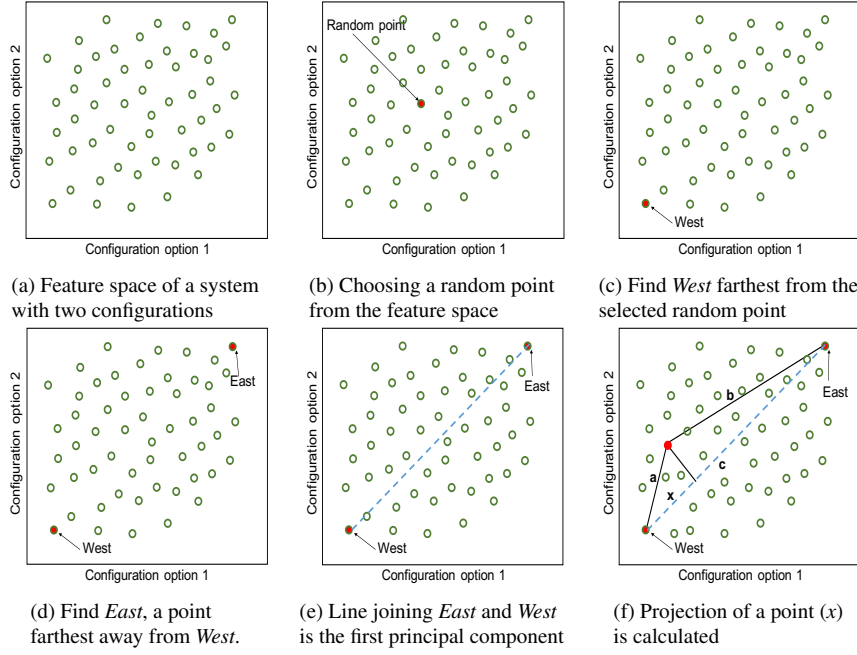 Configuration option 2
Configuration option 1
(a) Feature space of a system
with two configurations
Configuration option 2
Random point
Configuration option 1
(b) Choosing a random point
from the feature space
Configuration option 2
West
Configuration option 1
(c) Find West farthest from the
selected random point
Configuration option 2
East
West
Configuration option 1
(d) Find East, a point
farthest away from West.
Configuration option 2
East
West
Configuration option 1
(e) Line joining East and West
is the first principal component
Configuration option 2
East
b
c
a
x
West
Configuration option 1
(f) Projection of a point (x)
is calculated